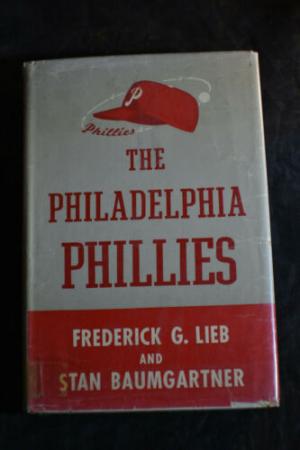 P
Phillies
THE
PHILADELPHIA
PHILLIES
FREDERICK G. LIEB
AND
STAN BAUMGARTNER